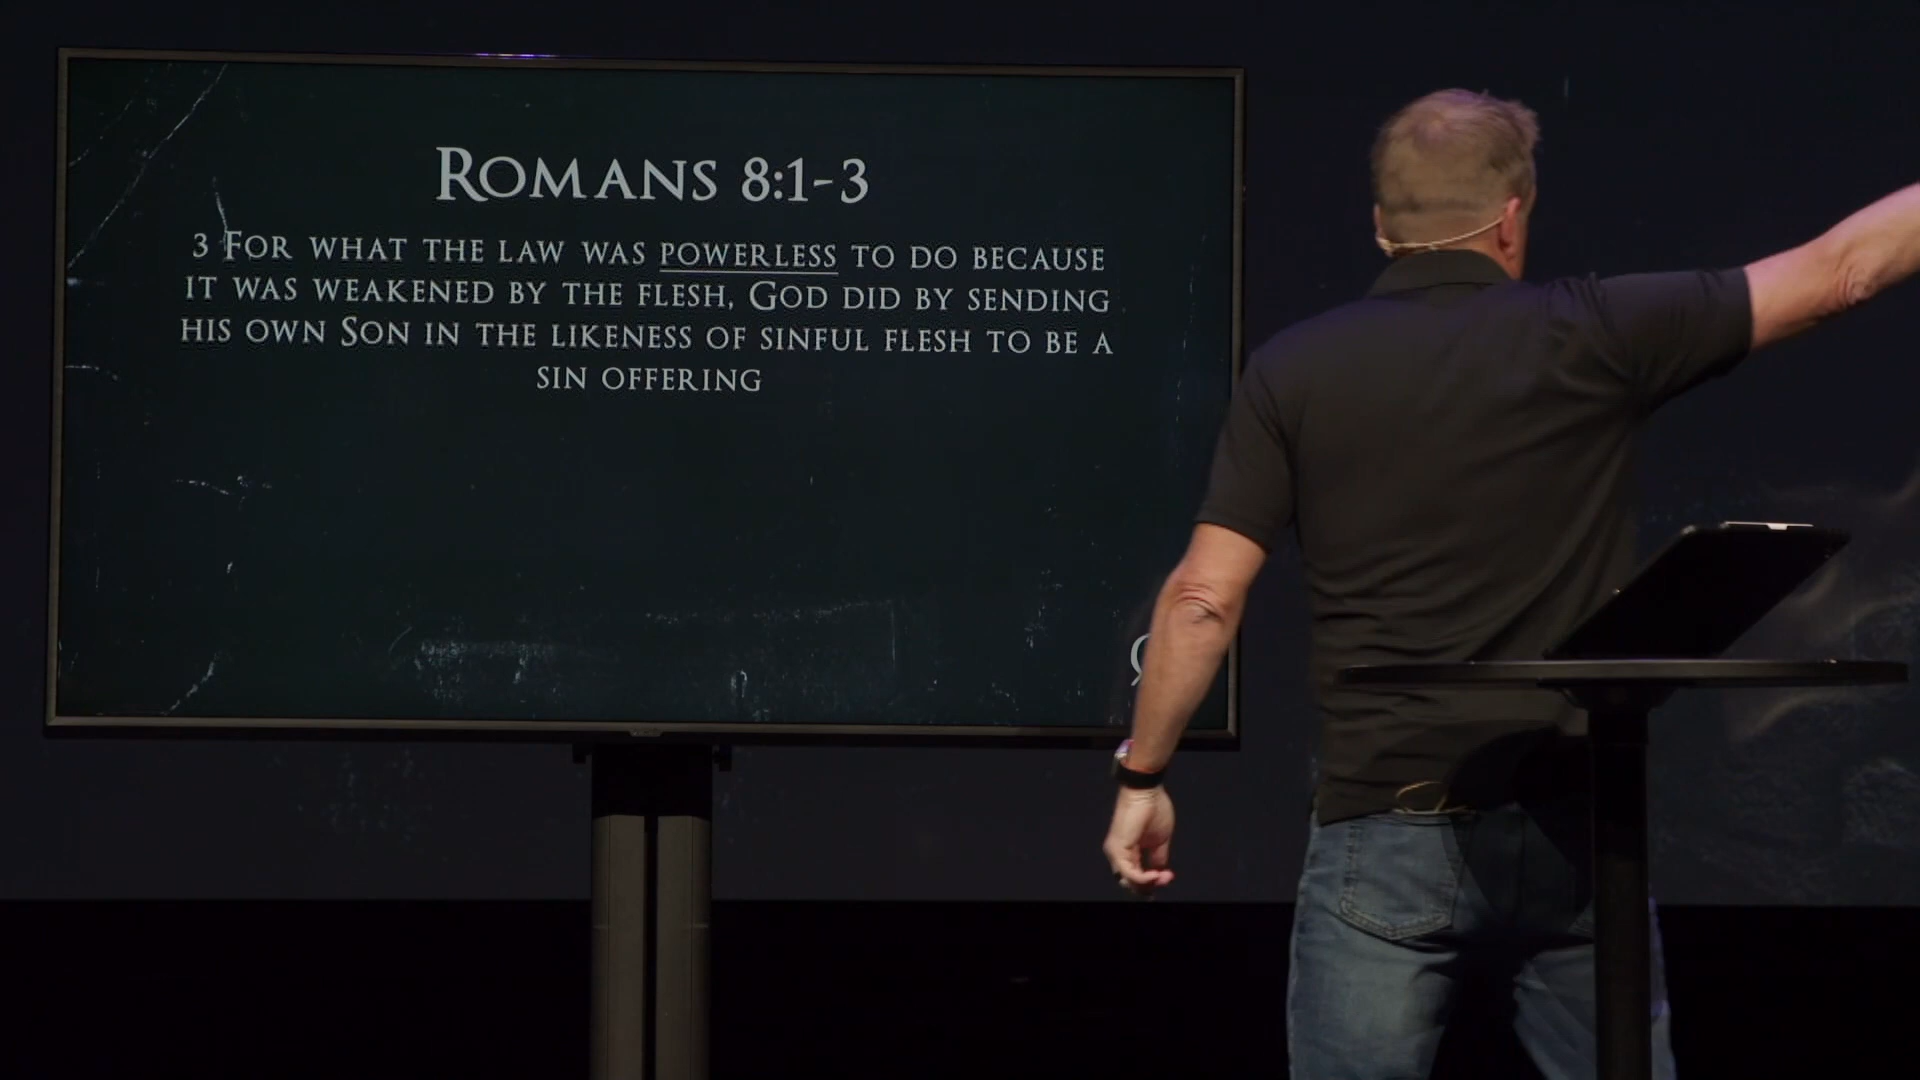 Romans 8:1-3
3 For what the law was powerless to do because
it was weakened by the flesh, God did by sending
his own Son in the likeness of sinful flesh to be a
sin offering